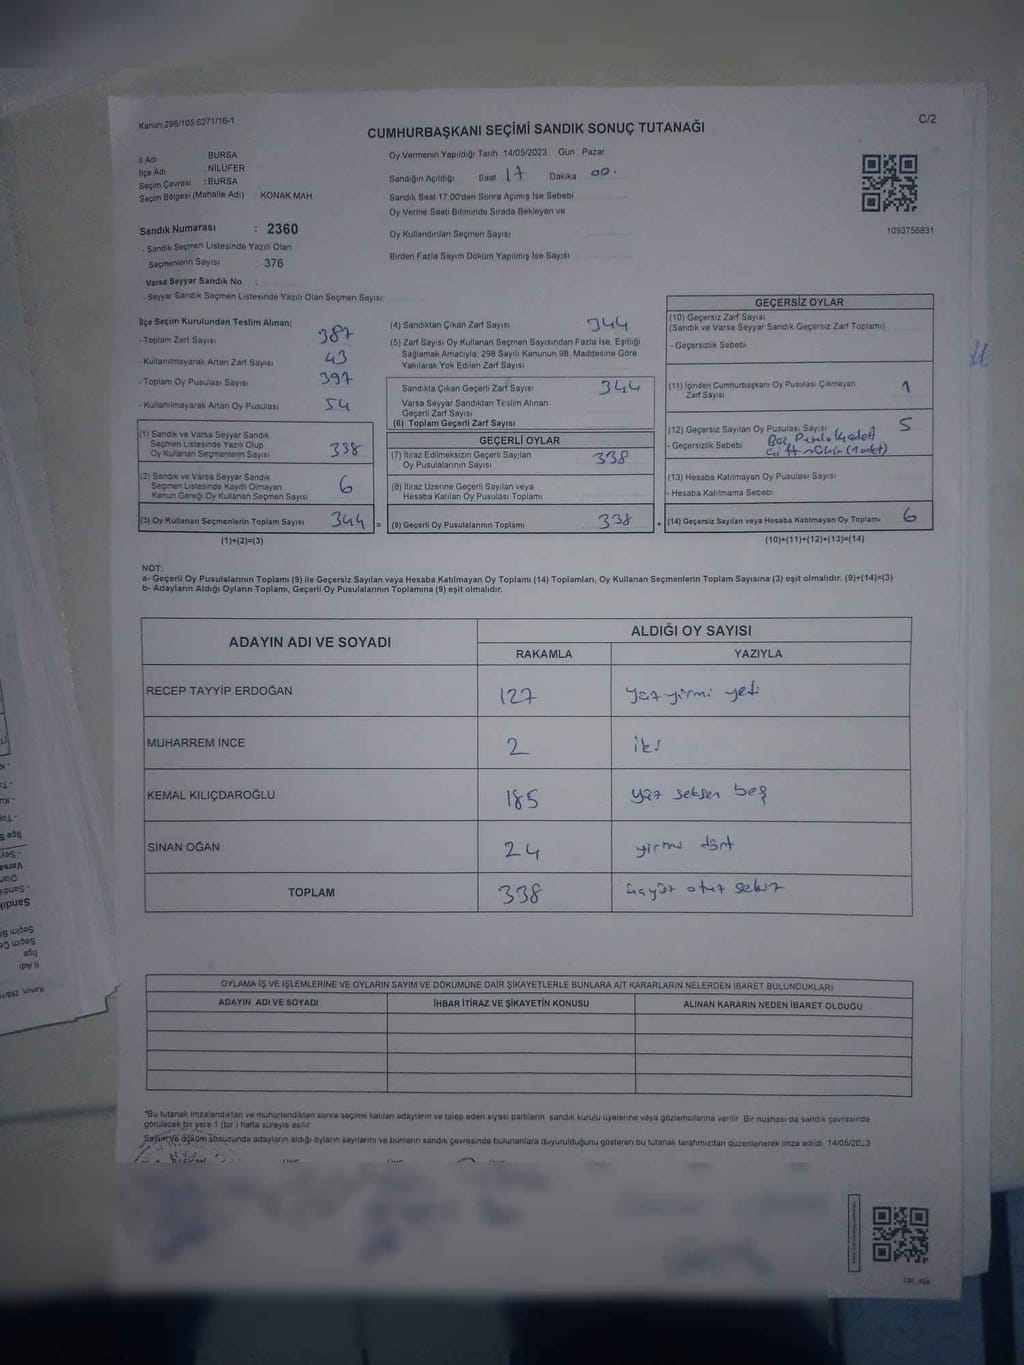 Kanun:298/105 6271/18-1
C/2
CUMHURBAŞKANI SEÇİMİ SANDIK SONUÇ TUTANAĞI
İl Adı BURSA
İlçe Adı :NİLÜFER
Seçim Çevresi :BURSA
Seçim Bölgesi (Mahalle Adı) : KONAK MAH.
Oy Vermenin Yapıldığı Tarih :14/05/2023 Gün :Pazar
Sandığın Açıldığı Saat 17 Dakika 00.
Sandık Saat 17.00'den Sonra Açılmış İse Sebebi
Oy Verme Saati Bitiminde Sırada Bekleyen ve
Oy Kullandırılan Seçmen Sayısı
Birden Fazla Sayım Döküm Yapılmış İse Sayısı
1093756831
Sandık Numarası : 2360
- Sandık Seçmen Listesinde Yazılı Olan
Seçmenlerin Sayısı : 376
Varsa Seyyar Sandık No :
- Seyyar Sandık Seçmen Listesinde Yazılı Olan Seçmen Sayısı:
İlçe Seçim Kurulundan Teslim Alınan;
- Toplam Zarf Sayısı 387
- Kullanılmayarak Artan Zarf Sayısı 43
- Toplam Oy Pusulası Sayısı 397
- Kullanılmayarak Artan Oy Pusulası 54
(1) Sandık ve Varsa Seyyar Sandık
Seçmen Listesinde Yazılı Olup
Oy Kullanan Seçmenlerin Sayısı 338
(2) Sandık ve Varsa Seyyar Sandık
Seçmen Listesinde Kayıtlı Olmayan
Kanun Gereği Oy Kullanan Seçmen Sayısı 6
(3) Oy Kullanan Seçmenlerin Toplam Sayısı 344 =
(1)+(2)=(3)
(4) Sandıktan Çıkan Zarf Sayısı 344
(5) Zarf Sayısı Oy Kullanan Seçmen Sayısından Fazla İse, Eşitliği
Sağlamak Amacıyla, 298 Sayılı Kanunun 98. Maddesine Göre
Yakılarak Yok Edilen Zarf Sayısı
Sandıkta Çıkan Geçerli Zarf Sayısı 344
Varsa Seyyar Sandıktan Teslim Alınan
Geçerli Zarf Sayısı
(6) Toplam Geçerli Zarf Sayısı
GEÇERLİ OYLAR
(7) İtiraz Edilmeksizin Geçerli Sayılan
Oy Pusulalarının Sayısı 338
(8) İtiraz Üzerine Geçerli Sayılan veya
Hesaba Katılan Oy Pusulası Toplamı
(9) Geçerli Oy Pusulalarının Toplamı 338 +
GEÇERSİZ OYLAR
(10) Geçersiz Zarf Sayısı
(Sandık ve Varsa Seyyar Sandık Geçersiz Zarf Toplamı)
- Geçersizlik Sebebi
(11) İçinden Cumhurbaşkanı Oy Pusulası Çıkmayan
Zarf Sayısı 1
(12) Geçersiz Sayılan Oy Pusulası Sayısı 5
- Geçersizlik Sebebi
(13) Hesaba Katılmayan Oy Pusulası Sayısı
- Hesaba Katılmama Sebebi
(14) Geçersiz Sayılan veya Hesaba Katılmayan Oy Toplamı 6
(10)+(11)+(12)+(13)=(14)
NOT:
a- Geçerli Oy Pusulalarının Toplamı (9) ile Geçersiz Sayılan veya Hesaba Katılmayan Oy Toplamı (14) Toplamları, Oy Kullanan Seçmenlerin Toplam Sayısına (3) eşit olmalıdır. (9)+(14)=(3)
b- Adayların Aldığı Oyların Toplamı, Geçerli Oy Pusulalarının Toplamına (9) eşit olmalıdır.
ADAYIN ADI VE SOYADI
ALDIĞI OY SAYISI
RAKAMLA YAZIYLA
RECEP TAYYİP ERDOĞAN 127 yüz yirmi yedi
MUHARREM İNCE 2 iki
KEMAL KILIÇDAROĞLU 185 yüz seksen beş
SİNAN OĞAN 24 yirmi dört
TOPLAM 338 üçyüz otuz sekiz
OYLAMA İŞ VE İŞLEMLERİNE VE OYLARIN SAYIM VE DÖKÜMÜNE DAİR ŞİKAYETLERLE BUNLARA AİT KARARLARIN NELERDEN İBARET BULUNDUKLARI
ADAYIN ADI VE SOYADI İHBAR İTİRAZ VE ŞİKAYETİN KONUSU ALINAN KARARIN NEDEN İBARET OLDUĞU
*Bu tutanak imzalandıktan ve mühürlendikten sonra seçime katılan adayların ve talep eden siyasi partilerin sandık kurulu üyelerine veya gözlemcilerine verilir. Bir nüshası da sandık çevresinde
görülecek bir yere 1 (bir) hafta süreyle asılır.
Sayım ve döküm sonucunda adayların aldığı oyların sayılarını ve bunların sandık çevresinde bulunanlara duyurulduğunu gösteren bu tutanak tarafımızdan düzenlenerek imza edildi. 14/05/2023